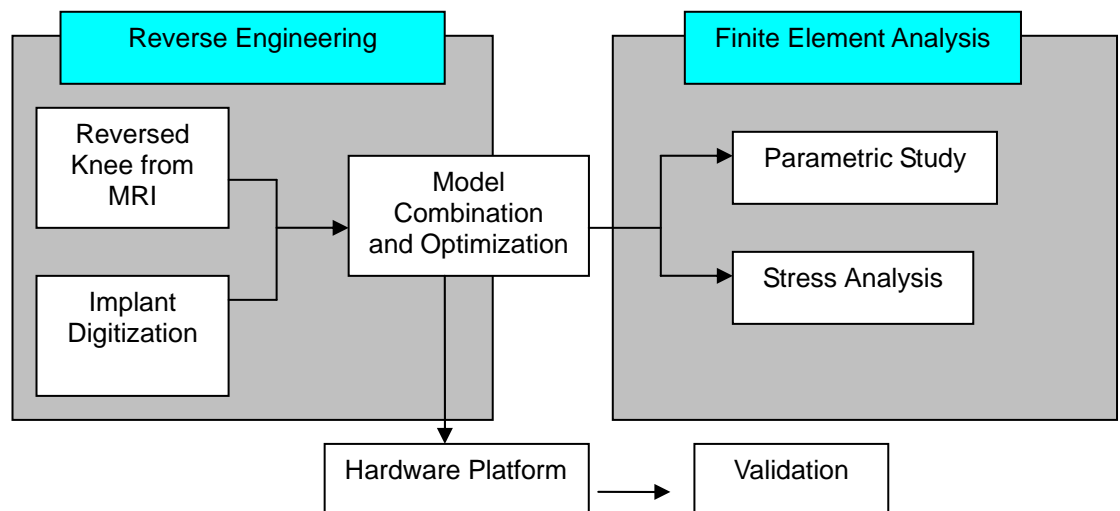 Reverse Engineering
Finite Element Analysis
Reversed
Knee from
MRI
Implant
Digitization
Model
Combination
and Optimization
Parametric Study
Stress Analysis
Hardware Platform
Validation